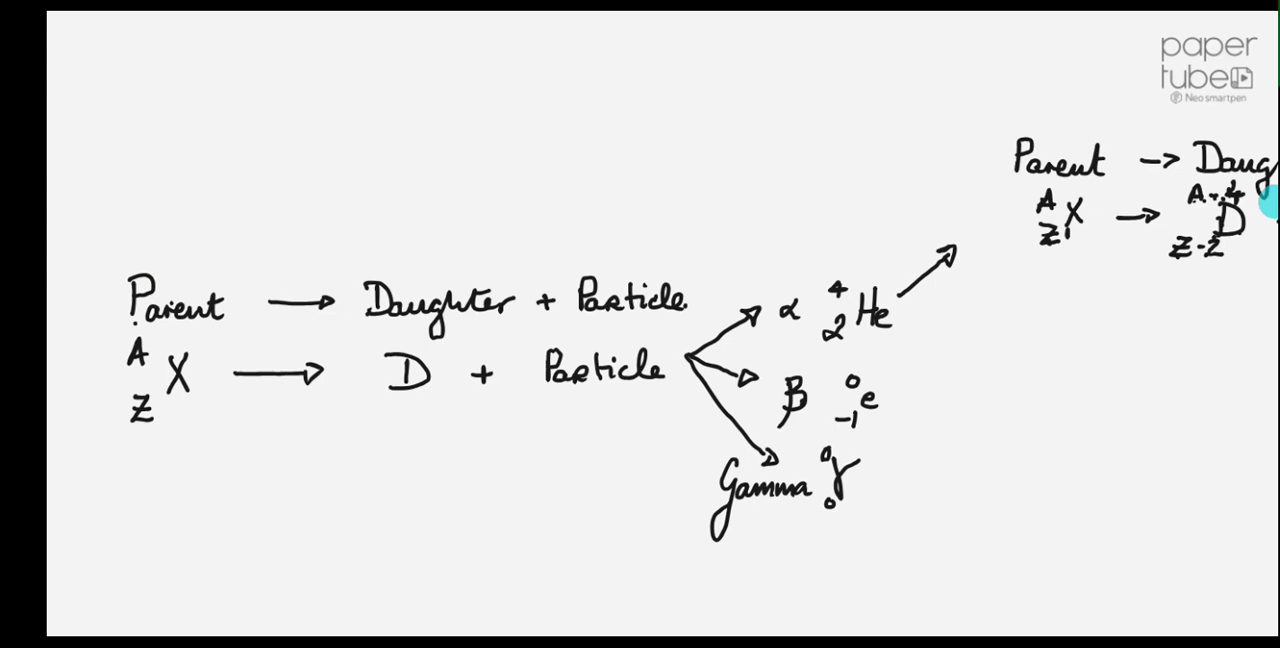 paper
tube
Neo smartpen
Parent -> Daug
A X -> A-4 D
Z Z-2
Parent → Daughter + Particle
A X → D + Particle
Z
α 4 He
2
β 0 e
-1
Gamma 0 γ
0